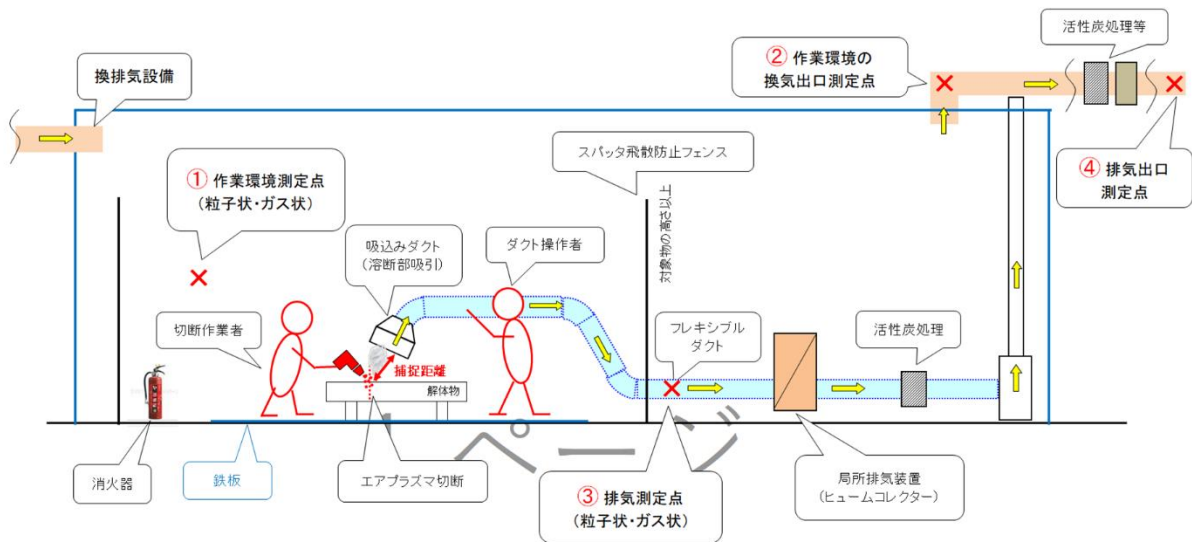 活性炭処理等
② 作業環境の
換気出口測定点
換排気設備
スパッタ飛散防止フェンス
④ 排気出口
測定点
① 作業環境測定点
(粒子状・ガス状)
対象物の高さ以上
吸込みダクト
(溶断部吸引)
ダクト操作者
切断作業者
フレキシブル
ダクト
活性炭処理
捕捉距離
解体物
ページ
消火器
鉄板
エアプラズマ切断
③ 排気測定点
(粒子状・ガス状)
局所排気装置
(ヒュームコレクター)